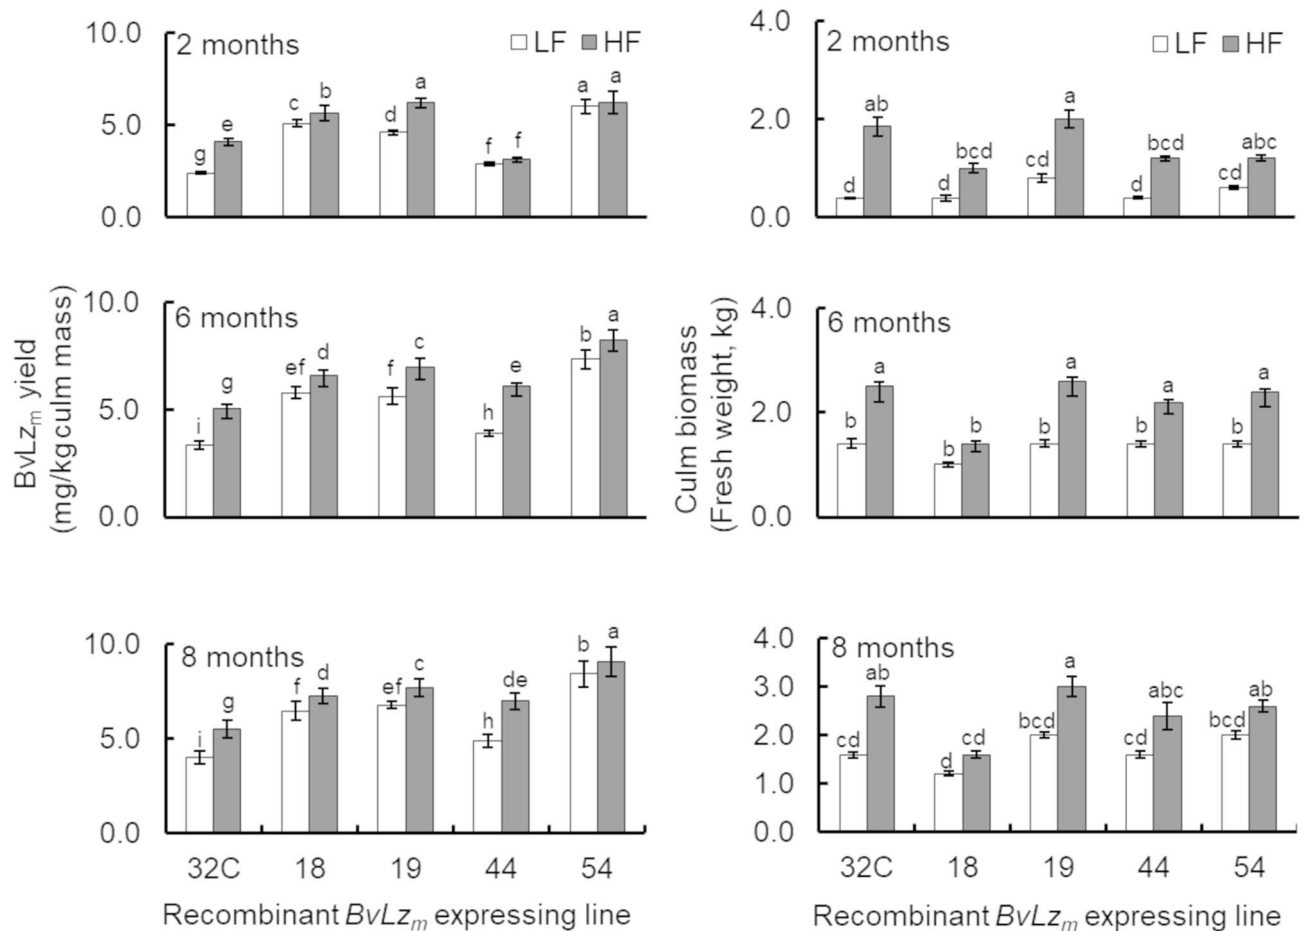 10.0
5.0
0.0
2 months
LF HF
g e c b d a f f a a
4.0
2.0
0.0
2 months
LF HF
d ab d bcd cd a d bcd cd abc
BvLzm yield
(mg/kg culm mass)
10.0
5.0
0.0
6 months
i g ef d f c h e b a
Culm biomass
(Fresh weight, kg)
4.0
2.0
0.0
6 months
b a b b b a b a b a
10.0
5.0
0.0
8 months
i g f d ef c h de b a
32C 18 19 44 54
Recombinant BvLzm expressing line
4.0
3.0
2.0
1.0
0.0
8 months
cd ab d cd bcd a cd abc bcd ab
32C 18 19 44 54
Recombinant BvLzm expressing line